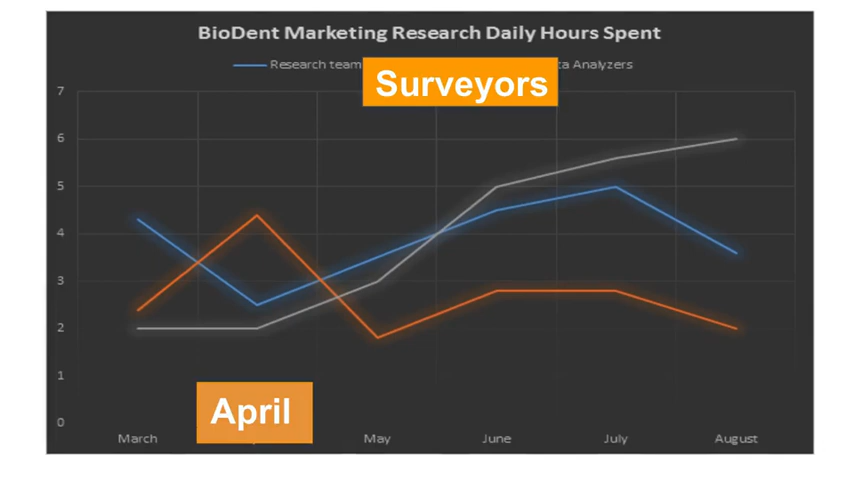 BioDent Marketing Research Daily Hours Spent
Research team
Analyzers
Surveyors
7
6
5
4
3
2
1
0
April
March May June July August